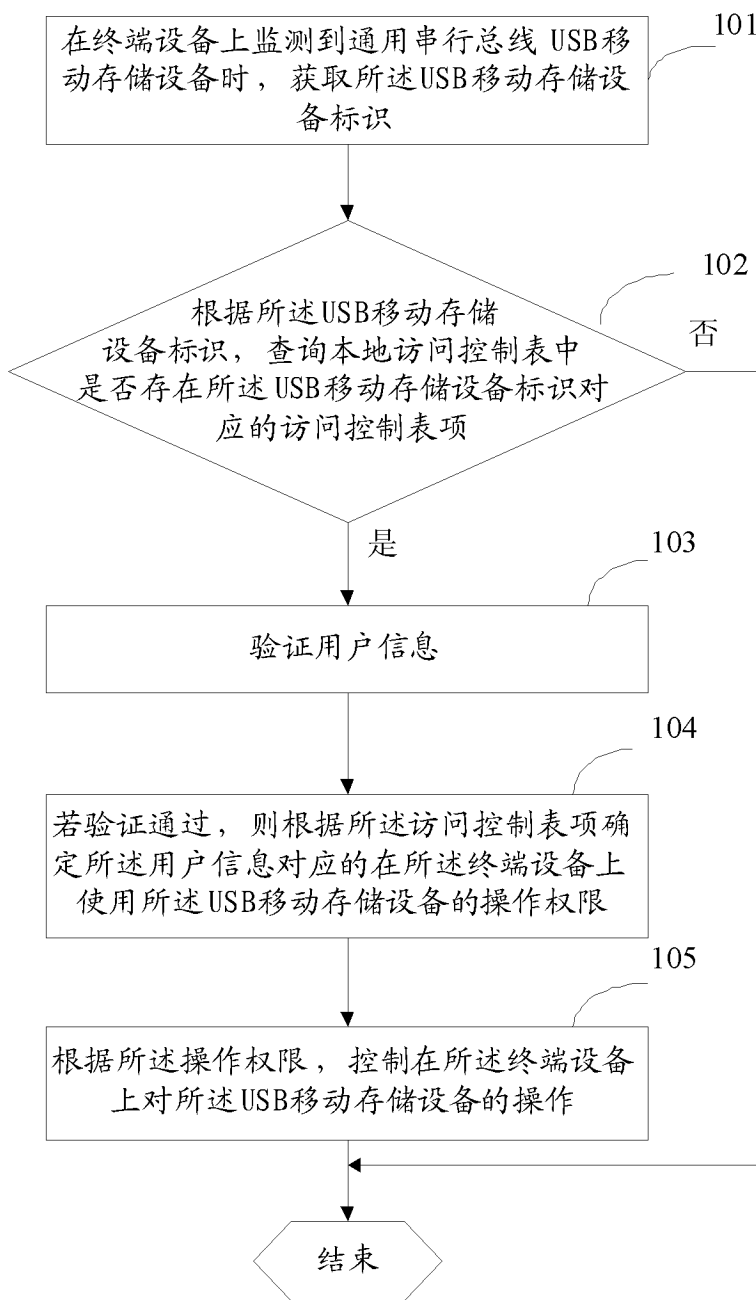 101
在终端设备上监测到通用串行总线 USB移
动存储设备时，获取所述USB移动存储设
备标识
102
根据所述USB移动存储
设备标识，查询本地访问控制表中
是否存在所述USB移动存储设备标识对
应的访问控制表项
否
是
103
验证用户信息
104
若验证通过，则根据所述访问控制表项确
定所述用户信息对应的在所述终端设备上
使用所述USB移动存储设备的操作权限
105
根据所述操作权限，控制在所述终端设备
上对所述USB移动存储设备的操作
结束